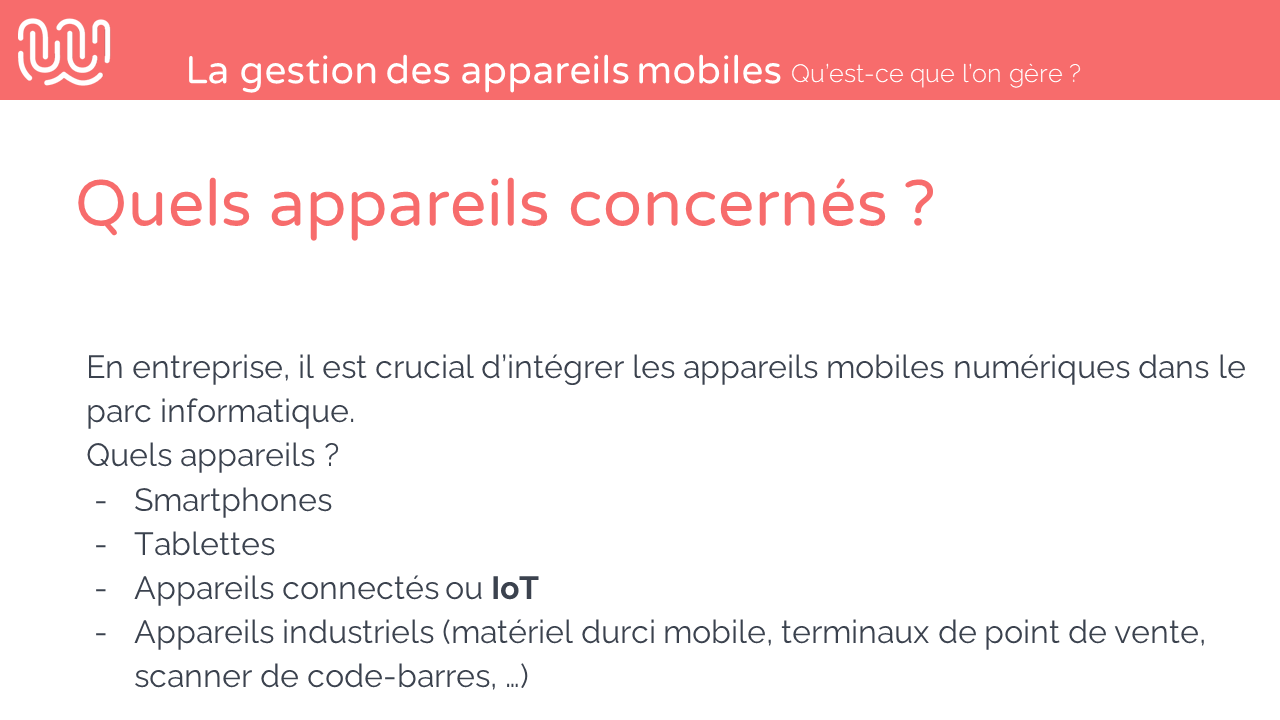 La gestion des appareils mobiles Qu’est-ce que l’on gère ?
Quels appareils concernés ?
En entreprise, il est crucial d’intégrer les appareils mobiles numériques dans le
parc informatique.
Quels appareils ?
- Smartphones
- Tablettes
- Appareils connectés ou IoT
- Appareils industriels (matériel durci mobile, terminaux de point de vente,
scanner de code-barres, …)